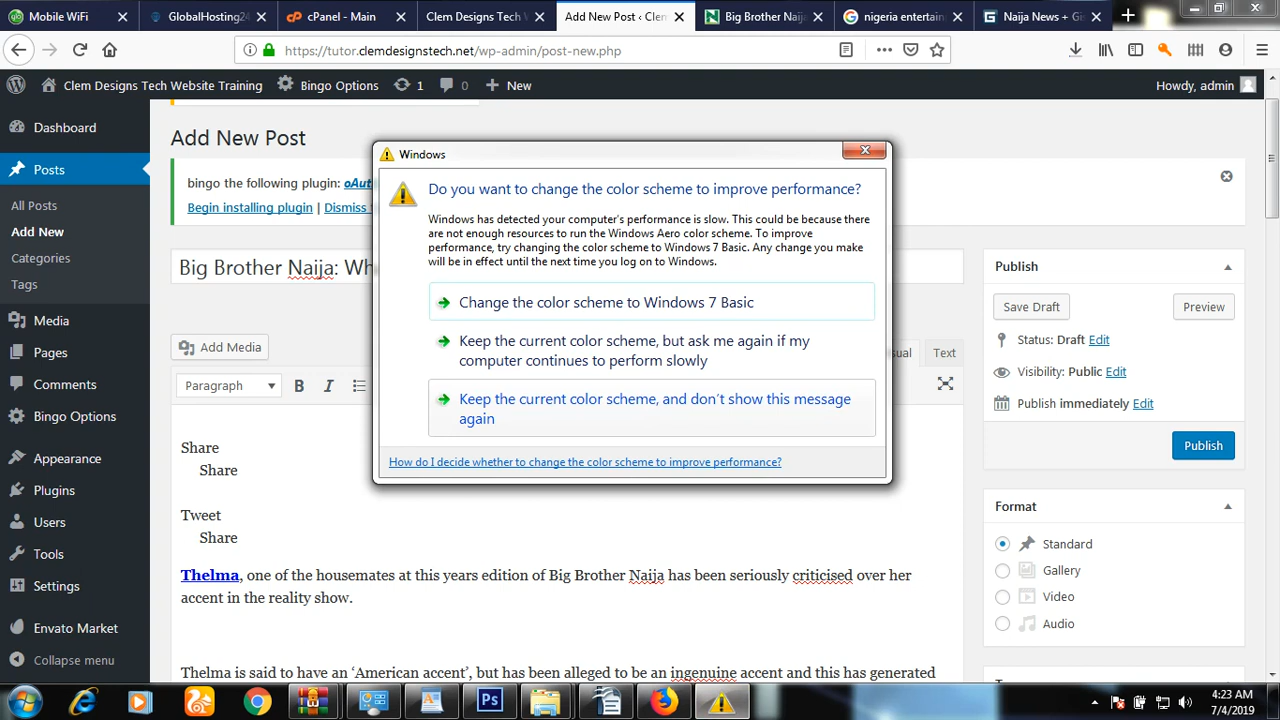 Mobile WiFi
GlobalHosting24
cPanel - Main
Clem Designs Tech W
Add New Post ‹ Clem
Big Brother Naija
nigeria entertain
Naija News + Gi
https://tutor.clemdesignstech.net/wp-admin/post-new.php
Clem Designs Tech Website Training
Bingo Options
1
0
New
Howdy, admin
Dashboard
Posts
All Posts
Add New
Categories
Tags
Media
Pages
Comments
Bingo Options
Appearance
Plugins
Users
Tools
Settings
Envato Market
Collapse menu
Add New Post
bingo the following plugin: oAut
Begin installing plugin | Dismiss
Big Brother Naija: Wh
Add Media
Visual
Text
Paragraph
B I
Share
Share
Tweet
Share
Thelma, one of the housemates at this years edition of Big Brother Naija has been seriously criticised over her
accent in the reality show.
Thelma is said to have an ‘American accent’, but has been alleged to be an ingenuine accent and this has generated
Windows
Do you want to change the color scheme to improve performance?
Windows has detected your computer's performance is slow. This could be because there
are not enough resources to run the Windows Aero color scheme. To improve
performance, try changing the color scheme to Windows 7 Basic. Any change you make
will be in effect until the next time you log on to Windows.
Change the color scheme to Windows 7 Basic
Keep the current color scheme, but ask me again if my
computer continues to perform slowly
Keep the current color scheme, and don't show this message
again
How do I decide whether to change the color scheme to improve performance?
Publish
Save Draft
Preview
Status: Draft Edit
Visibility: Public Edit
Publish immediately Edit
Publish
Format
Standard
Gallery
Video
Audio
Ps
4:23 AM
7/4/2019